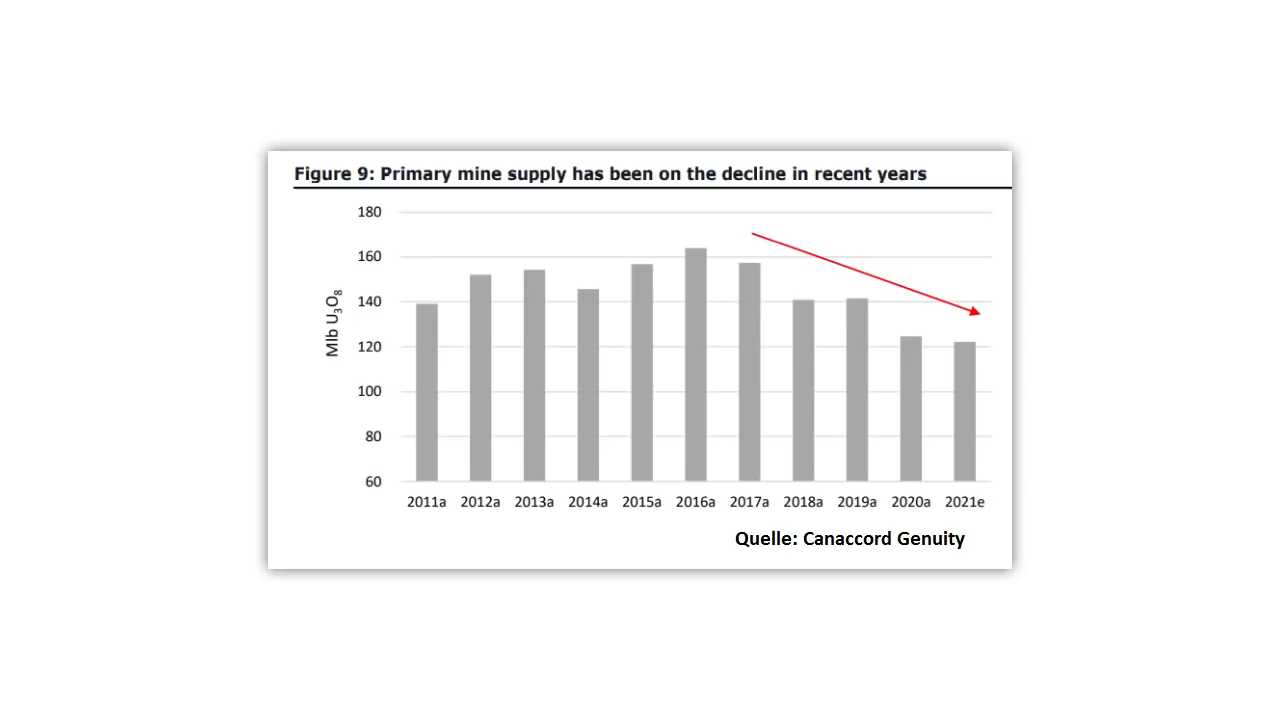 Figure 9: Primary mine supply has been on the decline in recent years
180
160
140
120
100
80
60
Mlb U₃O₈
2011a 2012a 2013a 2014a 2015a 2016a 2017a 2018a 2019a 2020a 2021e
Quelle: Canaccord Genuity